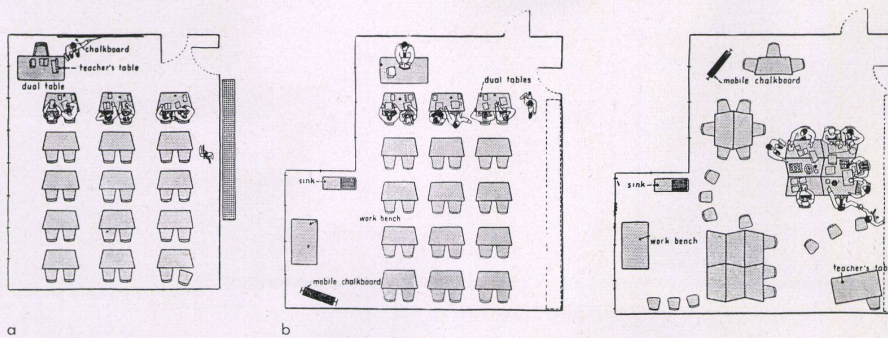 chalkboard
teacher's table
dual table
a
dual tables
sink
work bench
mobile chalkboard
b
mobile chalkboard
sink
work bench
teacher's tab